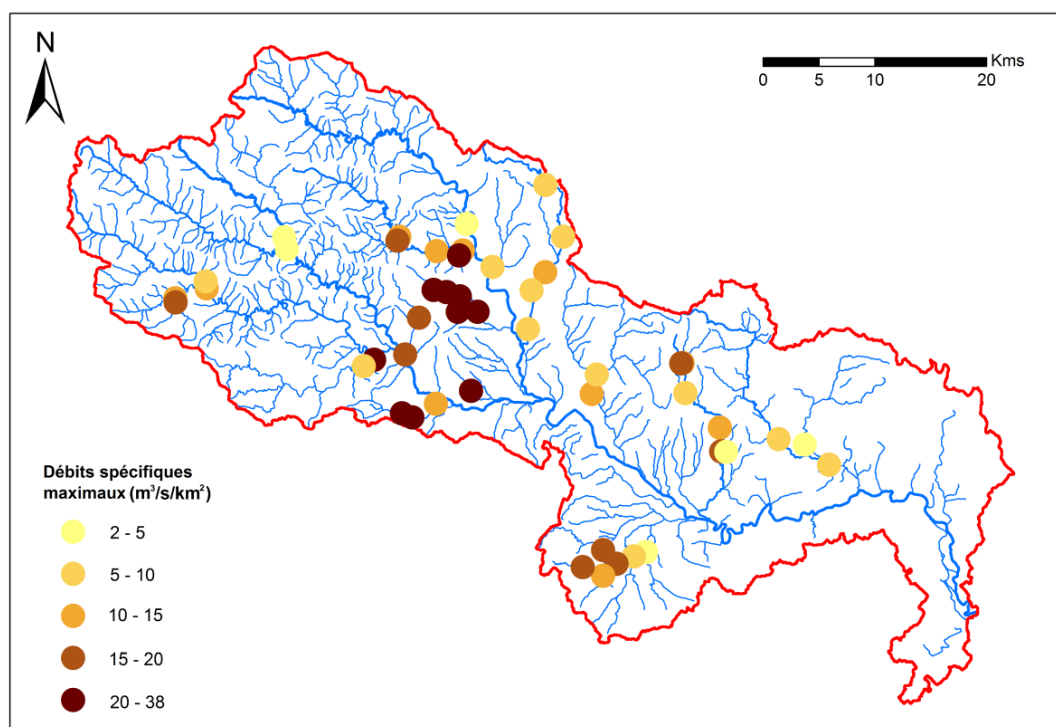 N
Kms
0 5 10 20
Débits spécifiques
maximaux (m³/s/km²)
2 - 5
5 - 10
10 - 15
15 - 20
20 - 38